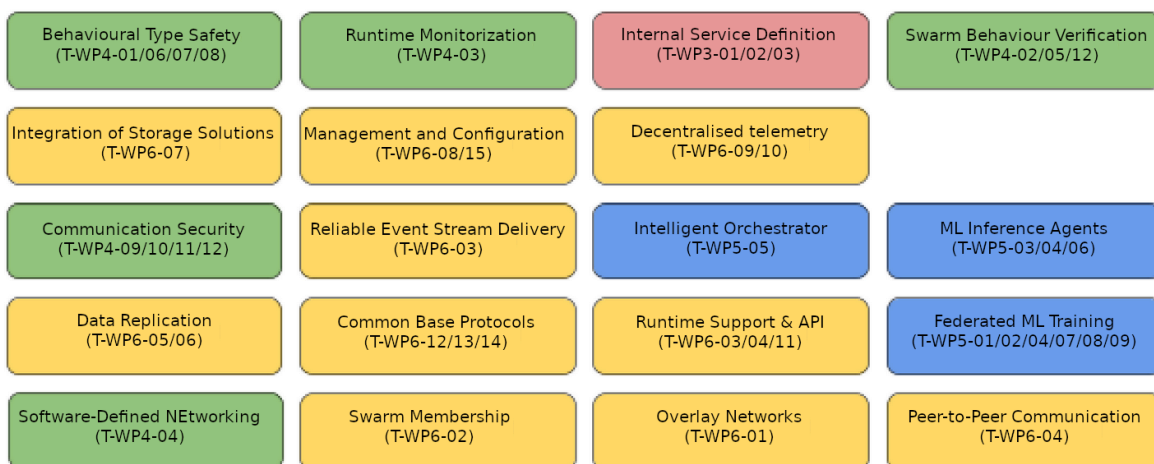 Behavioural Type Safety
(T-WP4-01/06/07/08)
Runtime Monitorization
(T-WP4-03)
Internal Service Definition
(T-WP3-01/02/03)
Swarm Behaviour Verification
(T-WP4-02/05/12)
Integration of Storage Solutions
(T-WP6-07)
Management and Configuration
(T-WP6-08/15)
Decentralised telemetry
(T-WP6-09/10)
Communication Security
(T-WP4-09/10/11/12)
Reliable Event Stream Delivery
(T-WP6-03)
Intelligent Orchestrator
(T-WP5-05)
ML Inference Agents
(T-WP5-03/04/06)
Data Replication
(T-WP6-05/06)
Common Base Protocols
(T-WP6-12/13/14)
Runtime Support & API
(T-WP6-03/04/11)
Federated ML Training
(T-WP5-01/02/04/07/08/09)
Software-Defined NEtworking
(T-WP4-04)
Swarm Membership
(T-WP6-02)
Overlay Networks
(T-WP6-01)
Peer-to-Peer Communication
(T-WP6-04)